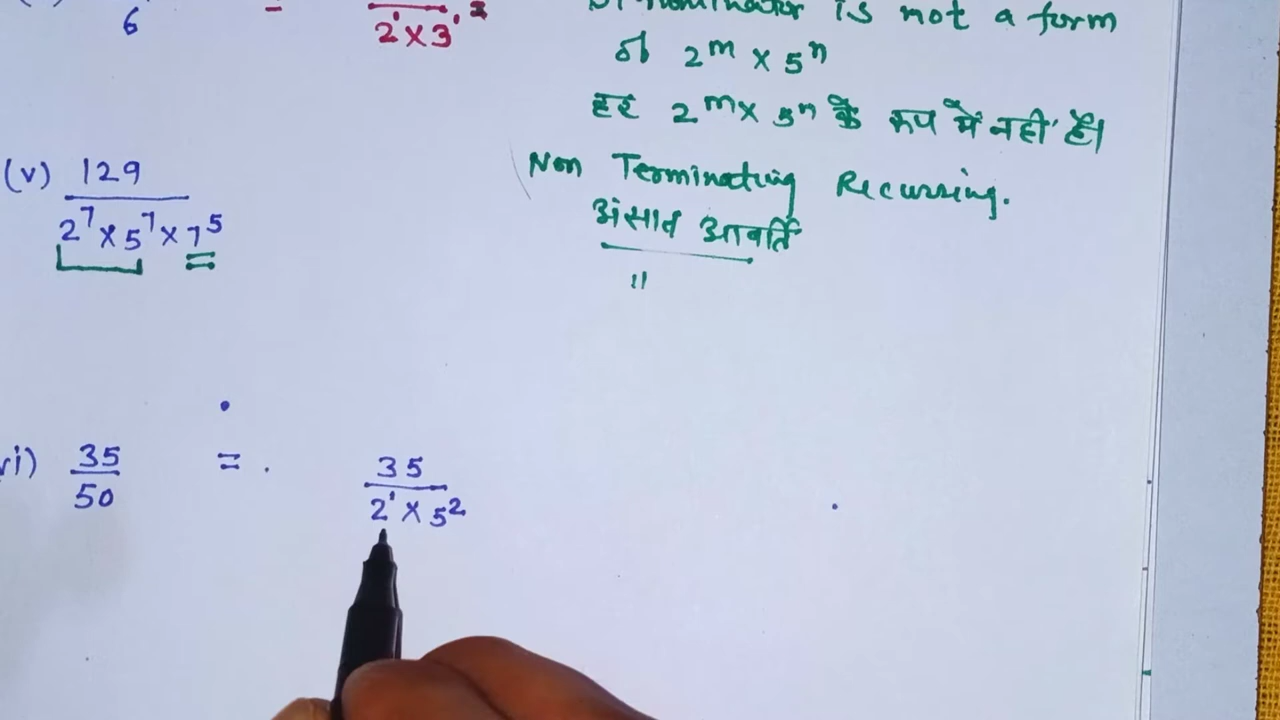 6 = 2¹×3¹
is not a form
of 2ᵐ × 5ⁿ
हर 2ᵐ× 5ⁿ के रूप में नहीं है।
(v) 129
2⁷×5⁷×7⁵
Non Terminating Recurring.
अंसात आवर्ति
"
vi) 35/50 = 35/2¹×5²